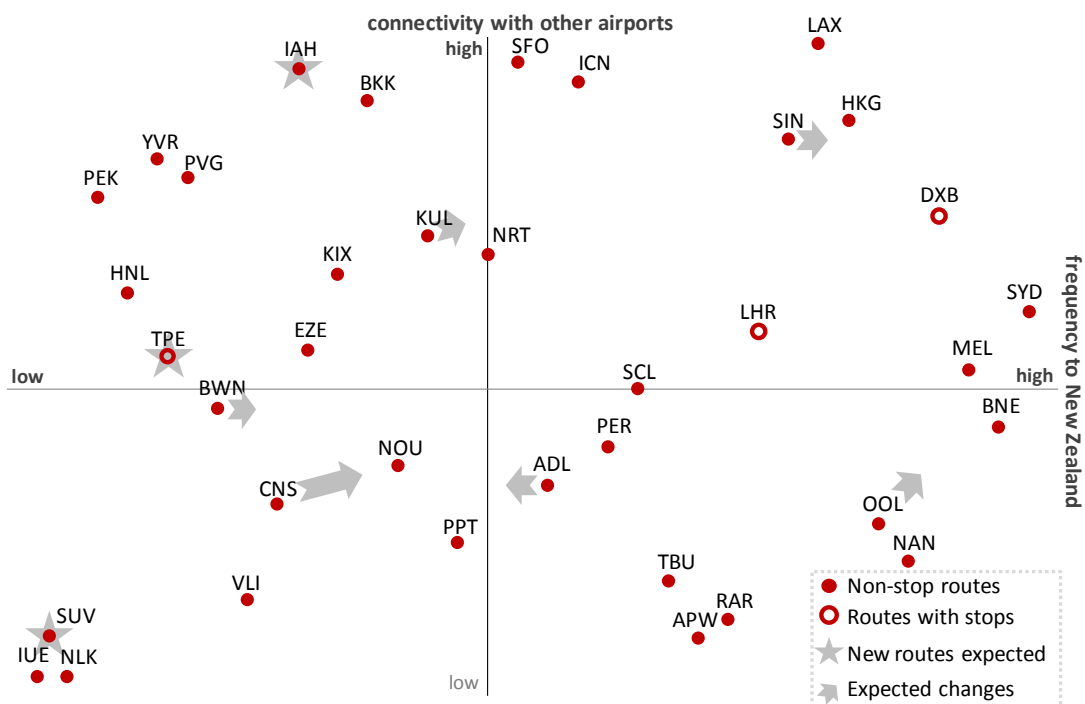 connectivity with other airports
high
LAX
SFO
IAH
ICN
BKK
HKG
SIN
YVR
PVG
PEK
DXB
KUL
NRT
KIX
HNL
SYD
LHR
EZE
TPE
MEL
SCL
low
high
BWN
BNE
PER
NOU
ADL
CNS
OOL
NAN
PPT
TBU
VLI
RAR
APW
SUV
IUE
NLK
low
frequency to New Zealand
Non-stop routes
Routes with stops
New routes expected
Expected changes